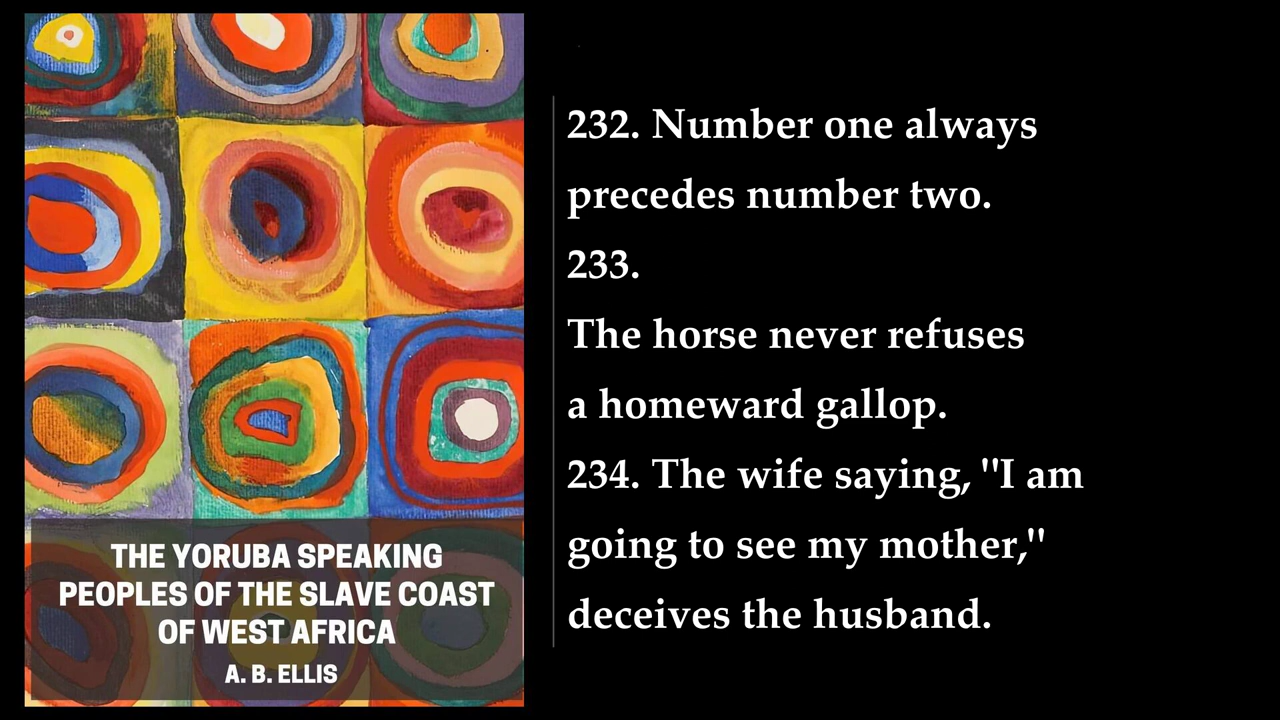 THE YORUBA SPEAKING
PEOPLES OF THE SLAVE COAST
OF WEST AFRICA
A. B. ELLIS
232. Number one always
precedes number two.
233.
The horse never refuses
a homeward gallop.
234. The wife saying, "I am
going to see my mother,"
deceives the husband.